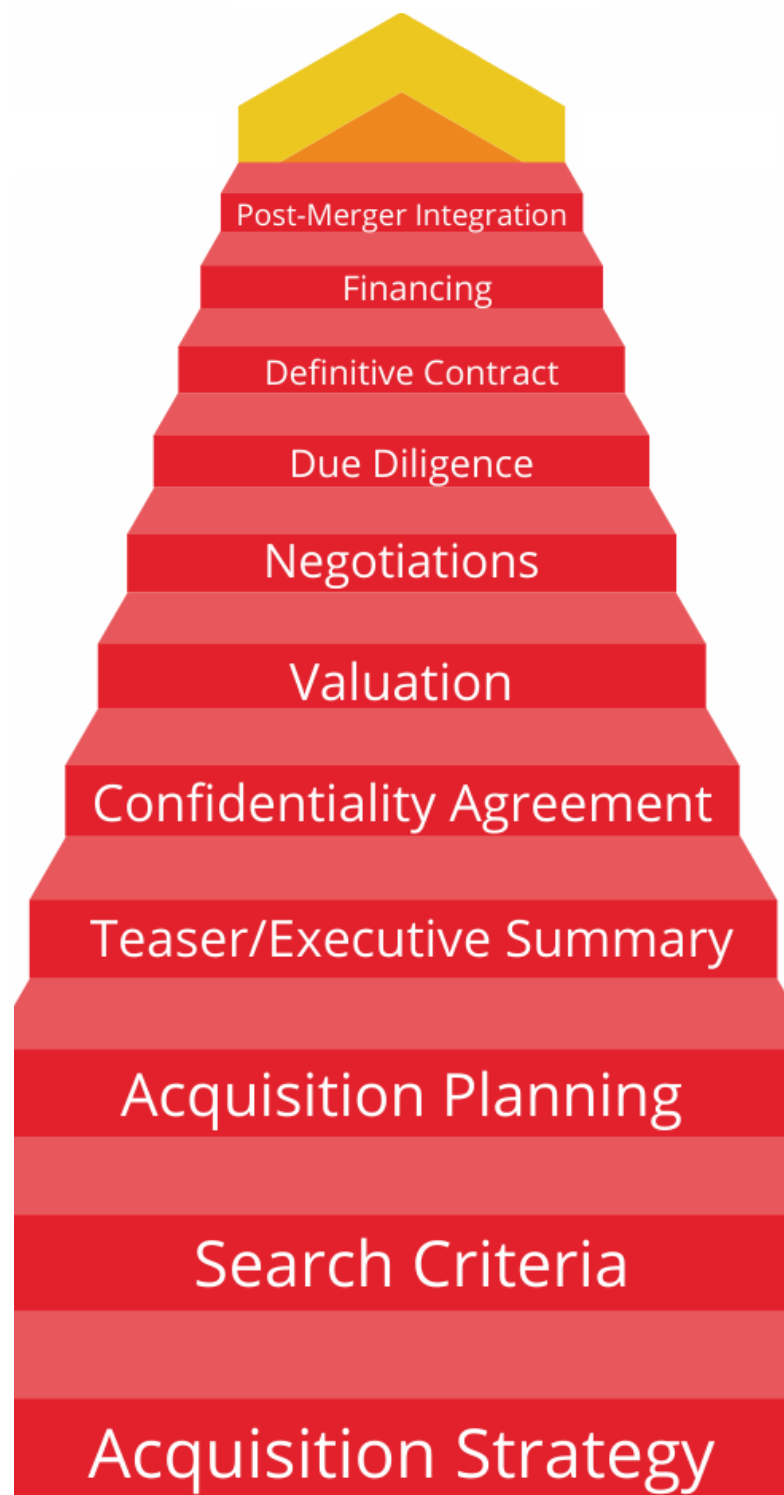 Post-Merger Integration
Financing
Definitive Contract
Due Diligence
Negotiations
Valuation
Confidentiality Agreement
Teaser/Executive Summary
Acquisition Planning
Search Criteria
Acquisition Strategy